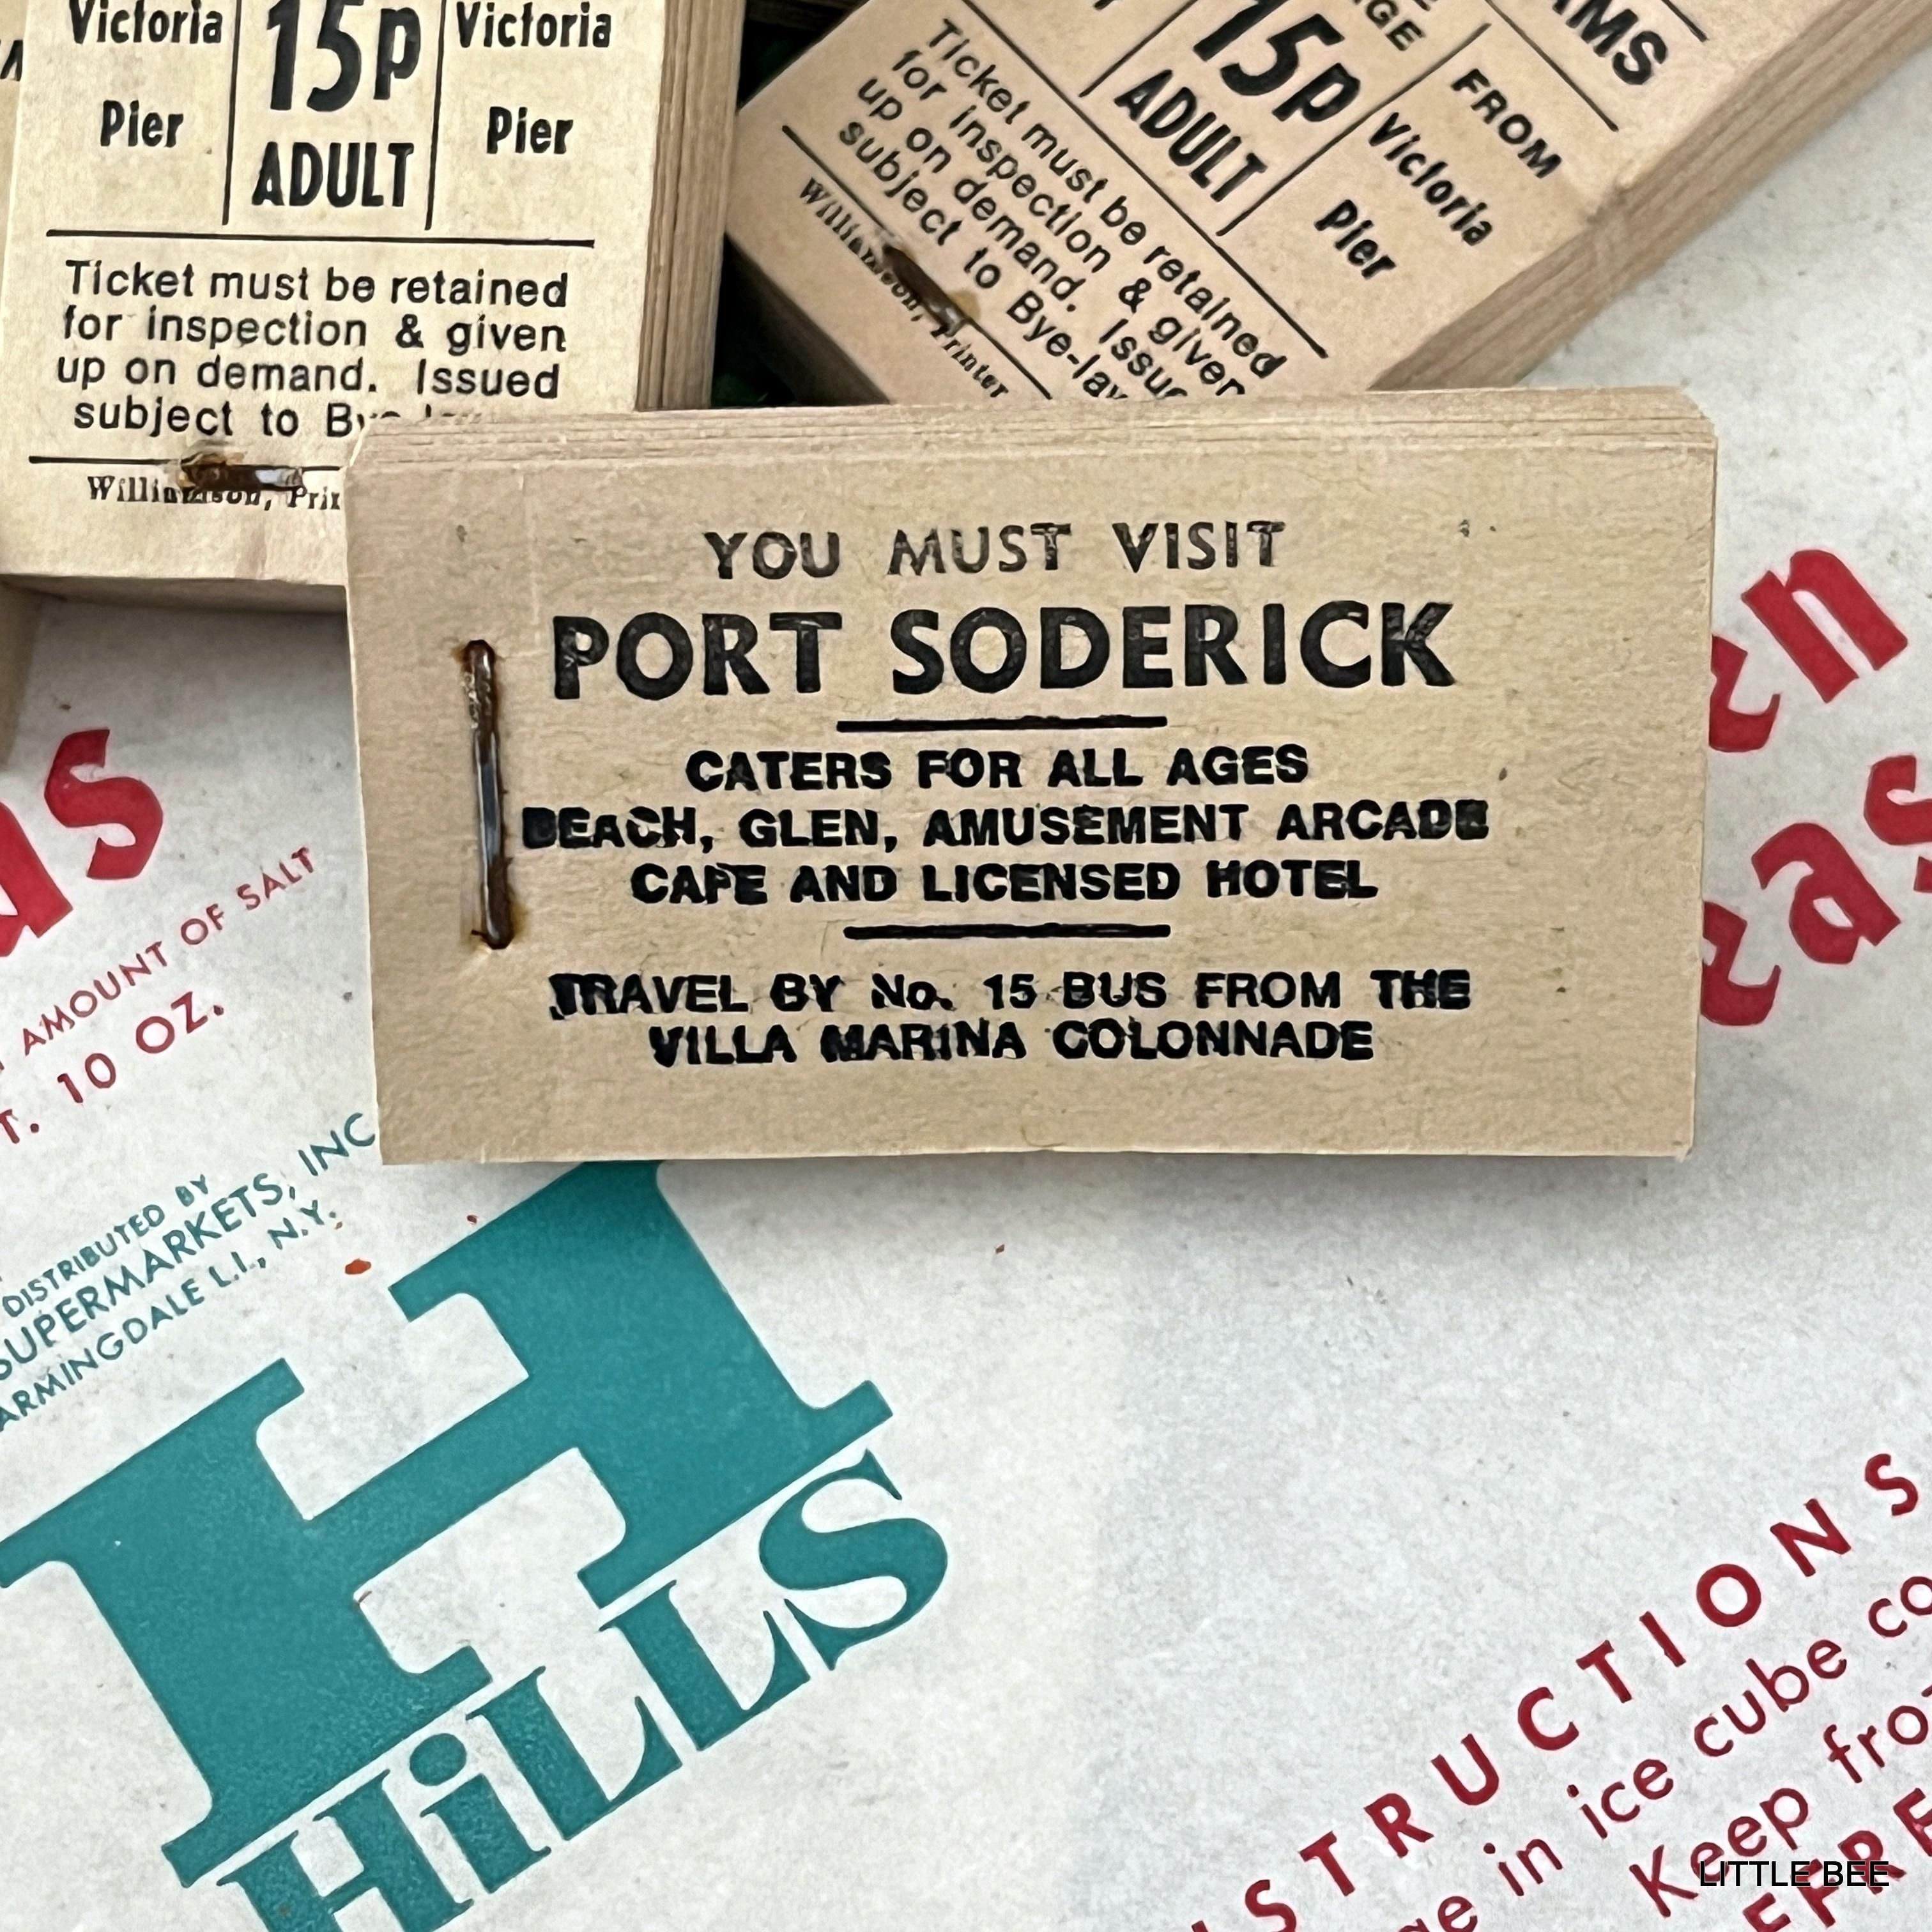 Victoria 15p Victoria
Pier ADULT Pier
Ticket must be retained
for inspection & given
up on demand. Issued
subject to
Williamson,
15p
ADULT
FROM
Victoria
Pier
Ticket must be retained
for inspection & given
up on demand.
subject to
Williamson, Printer
YOU MUST VISIT
PORT SODERICK
CATERS FOR ALL AGES
BEACH, GLEN, AMUSEMENT ARCADE
CAFE AND LICENSED HOTEL
TRAVEL BY No. 15 BUS FROM THE
VILLA MARINA COLONNADE
AMOUNT OF SALT
10 OZ.
DISTRIBUTED BY
SUPERMARKETS, INC
ARMINGDALE L.I., N.Y.
H
HiLLS
STRUCTIONS
in ice cube
Keep
LITTLE BEE